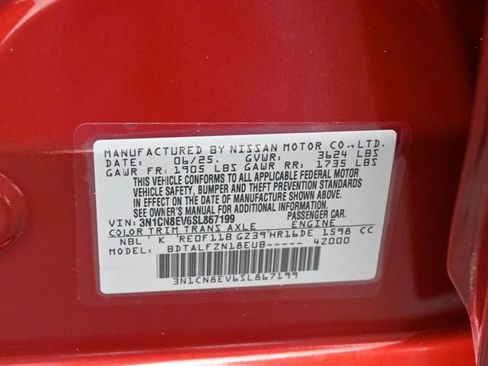 MANUFACTURED BY NISSAN MOTOR CO.,LTD.
DATE: 06/25. GVWR: 3624 LBS
GAWR FR: 1905 LBS GAWR RR: 1735 LBS
THIS VEHICLE CONFORMS TO ALL APPLICABLE FEDERAL MOTOR
VEHICLE SAFETY, BUMPER AND THEFT PREVENTION STANDARDS
IN EFFECT ON THE DATE OF MANUFACTURE SHOWN ABOVE.
SEE OWNER'S MANUAL FOR ADDITIONAL INFORMATION.
VIN: 3N1CN8EV6SL867199 PASSENGER CAR
COLOR TRIM TRANS AXLE ENGINE
NBL K RE0F11B GZ39 HR16DE 1598 CC
MODEL: BDTALFZN18EUB----- 4Z000
3N1CN8EV6SL867199